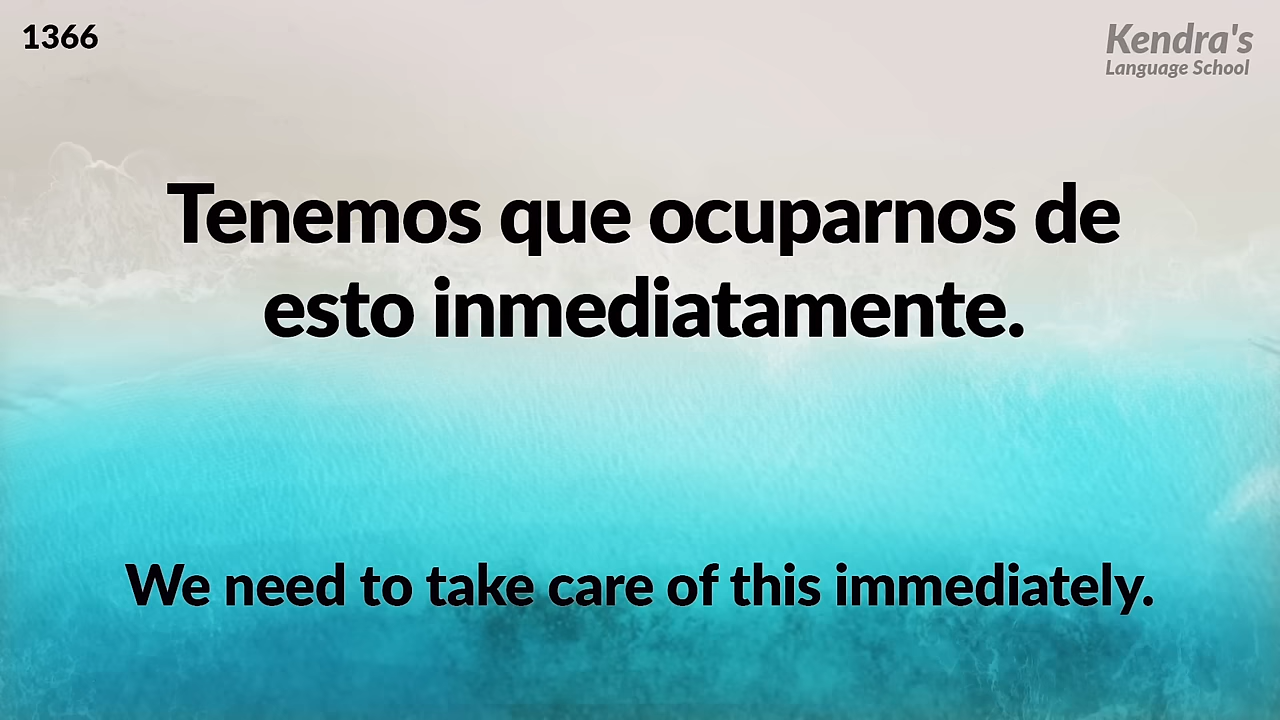 1366
Kendra's
Language School
Tenemos que ocuparnos de
esto inmediatamente.
We need to take care of this immediately.